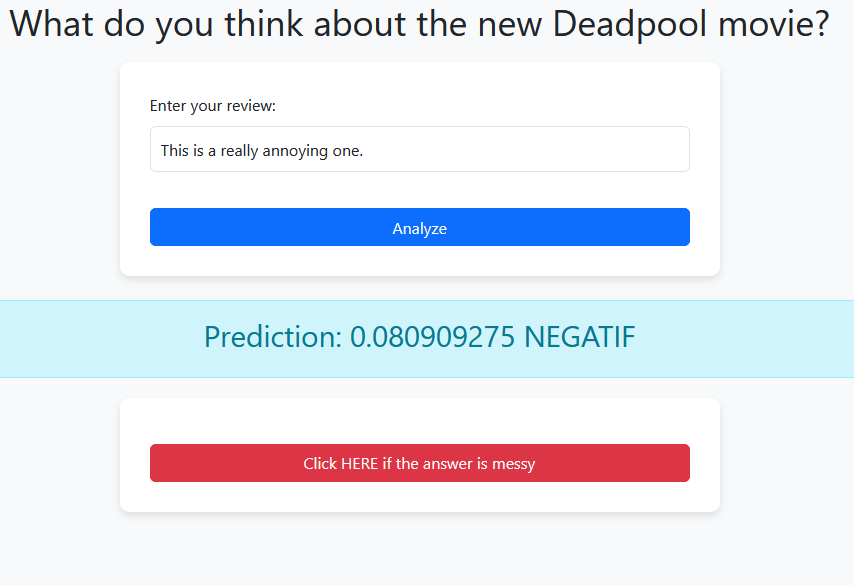 What do you think about the new Deadpool movie?
Enter your review:
This is a really annoying one.
Analyze
Prediction: 0.080909275 NEGATIF
Click HERE if the answer is messy